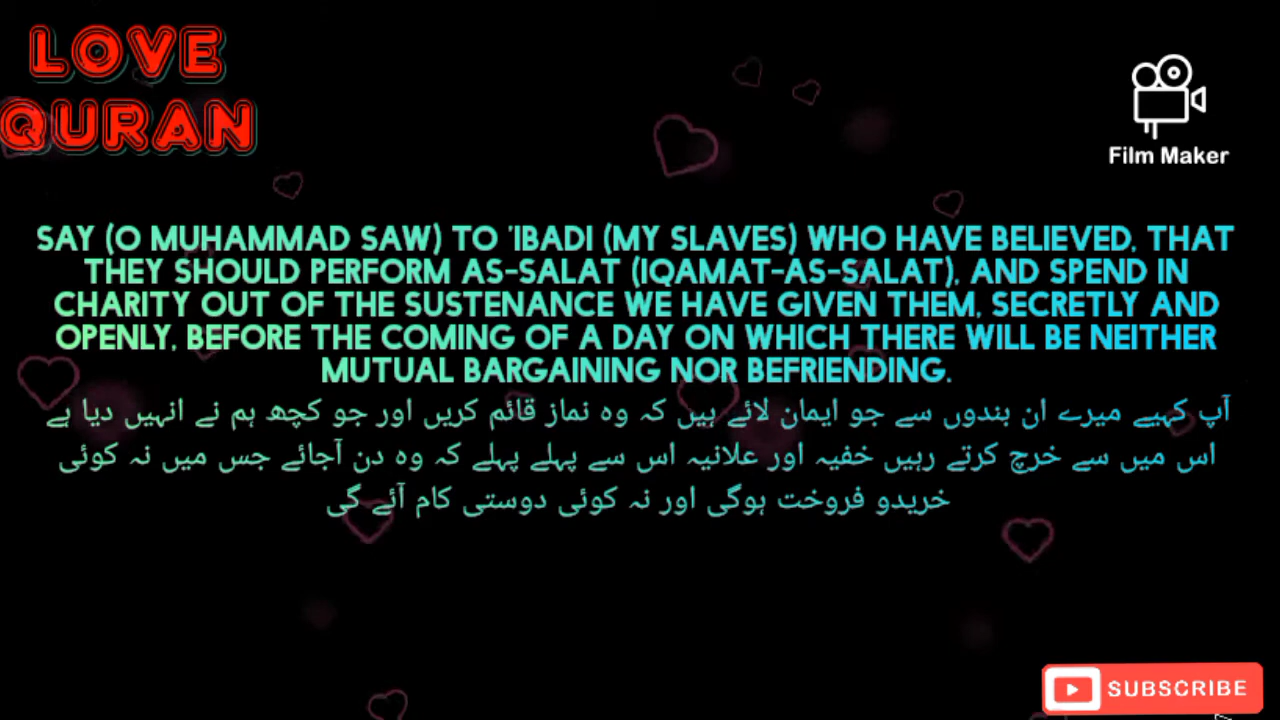 LOVE
QURAN
Film Maker
SAY (O MUHAMMAD SAW) TO 'IBADI (MY SLAVES) WHO HAVE BELIEVED, THAT
THEY SHOULD PERFORM AS-SALAT (IQAMAT-AS-SALAT), AND SPEND IN
CHARITY OUT OF THE SUSTENANCE WE HAVE GIVEN THEM, SECRETLY AND
OPENLY, BEFORE THE COMING OF A DAY ON WHICH THERE WILL BE NEITHER
MUTUAL BARGAINING NOR BEFRIENDING.
آپ کہیے میرے ان بندوں سے جو ایمان لائے ہیں کہ وہ نماز قائم کریں اور جو کچھ ہم نے انہیں دیا ہے
اس میں سے خرچ کرتے رہیں خفیہ اور علانیہ اس سے پہلے پہلے کہ وہ دن آجائے جس میں نہ کوئی
خریدو فروخت ہوگی اور نہ کوئی دوستی کام آئے گی
SUBSCRIBE